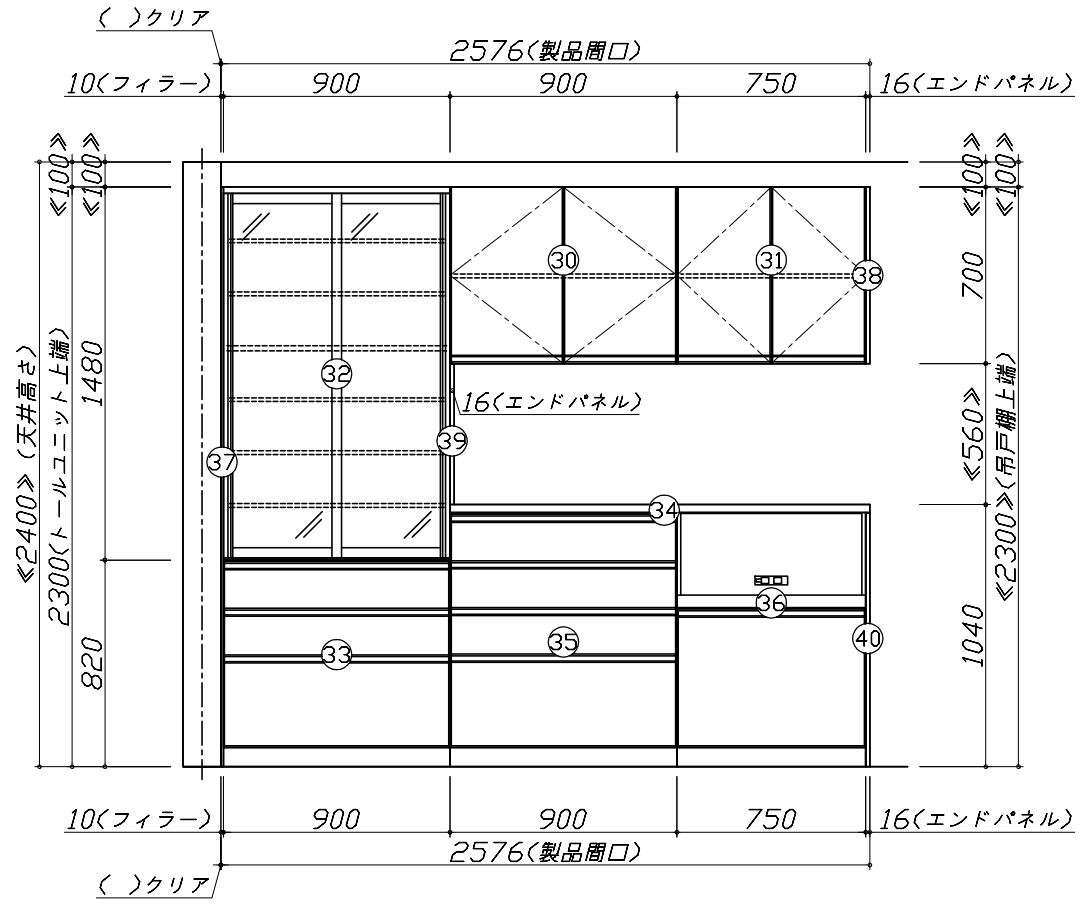 ( )クリア
2576(製品間口)
10(フィラー)
900
900
750
16(エンドパネル)
≪100≫
≪100≫
≪100≫
≪100≫
30
31
38
700
32
1480
2300(トールユニット上端)
≪2400≫(天井高さ)
16(エンドパネル)
39
37
≪560≫
≪2300≫(吊戸棚上端)
34
36
33
35
40
820
1040
10(フィラー)
900
900
750
16(エンドパネル)
2576(製品間口)
( )クリア